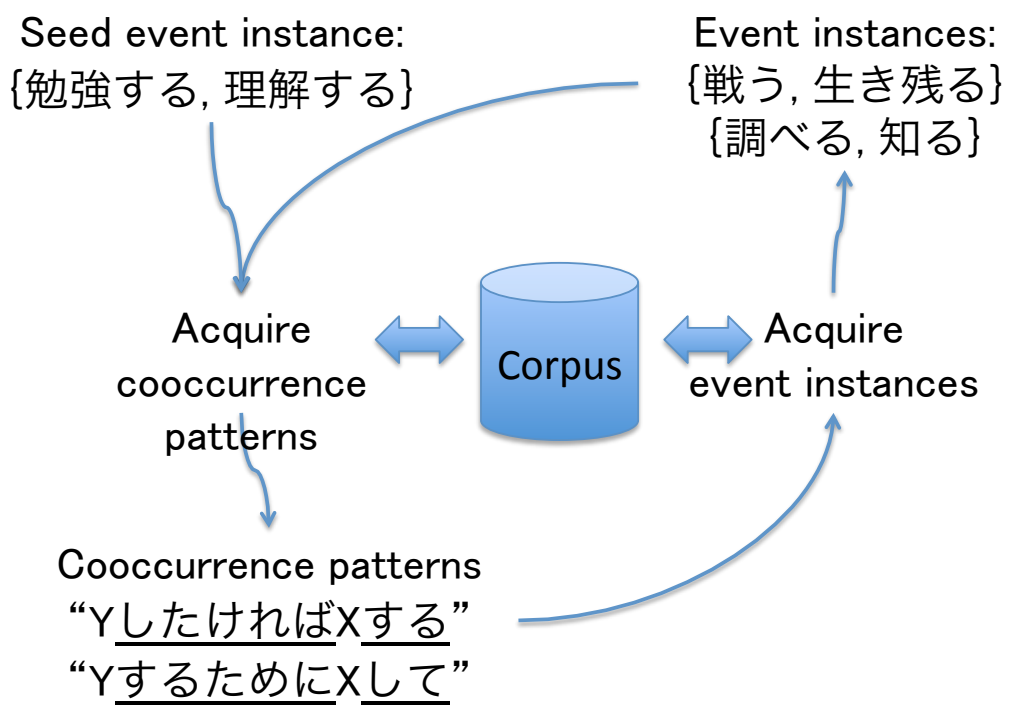 Seed event instance:
{勉強する, 理解する}
Event instances:
{戦う, 生き残る}
{調べる, 知る}
Acquire
cooccurrence
patterns
Corpus
Acquire
event instances
Cooccurrence patterns
“YしたければXする”
“YするためにXして”